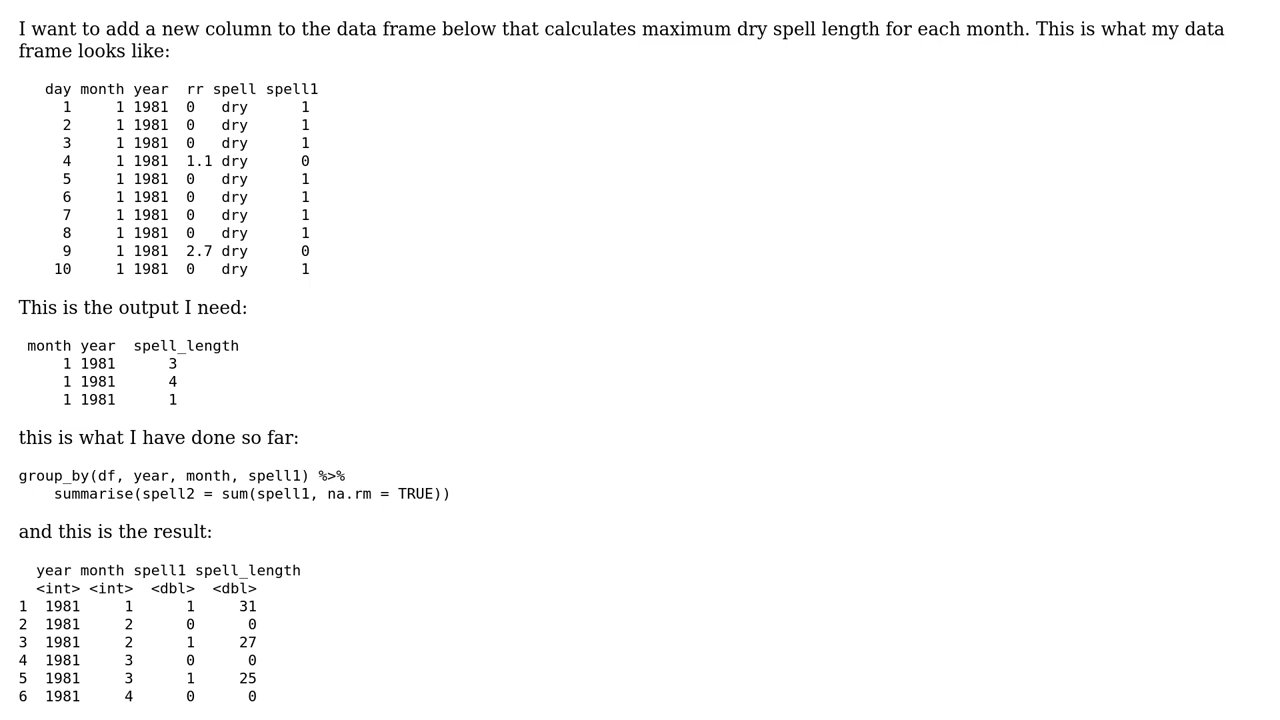 I want to add a new column to the data frame below that calculates maximum dry spell length for each month. This is what my data
frame looks like:
   day month year  rr spell spell1
     1     1 1981  0   dry      1
     2     1 1981  0   dry      1
     3     1 1981  0   dry      1
     4     1 1981  1.1 dry      0
     5     1 1981  0   dry      1
     6     1 1981  0   dry      1
     7     1 1981  0   dry      1
     8     1 1981  0   dry      1
     9     1 1981  2.7 dry      0
    10     1 1981  0   dry      1
This is the output I need:
 month year  spell_length
     1 1981      3
     1 1981      4
     1 1981      1
this is what I have done so far:
group_by(df, year, month, spell1) %>%
    summarise(spell2 = sum(spell1, na.rm = TRUE))
and this is the result:
  year month spell1 spell_length
  <int> <int>  <dbl>  <dbl>
1  1981     1      1     31
2  1981     2      0      0
3  1981     2      1     27
4  1981     3      0      0
5  1981     3      1     25
6  1981     4      0      0